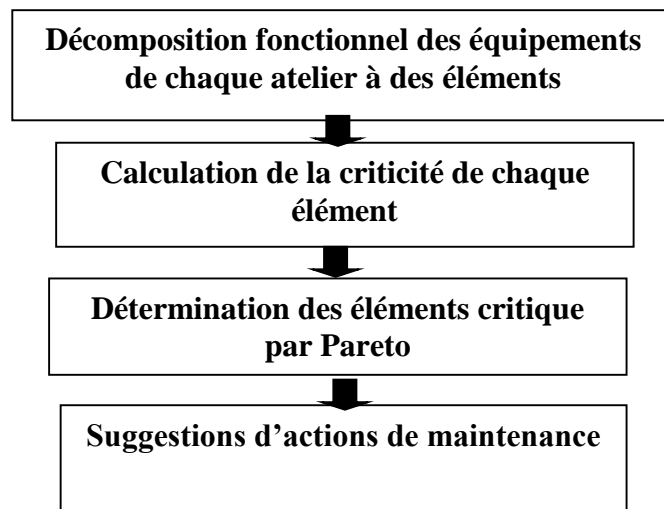 Décomposition fonctionnel des équipements
de chaque atelier à des éléments
Calculation de la criticité de chaque
élément
Détermination des éléments critique
par Pareto
Suggestions d’actions de maintenance